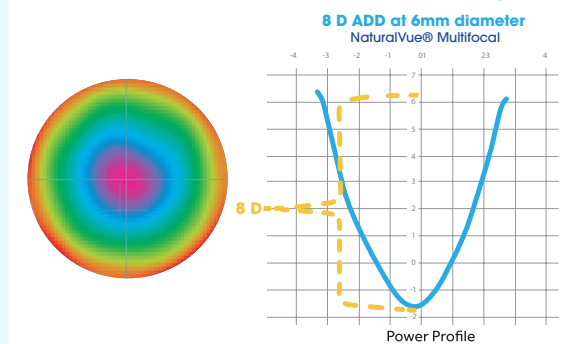 8 D ADD at 6mm diameter
NaturalVue® Multifocal
-4 -3 -2 -1 01 23 4
7
6
5
4
3
8 D 2
1
0
-1
-2
Power Profile